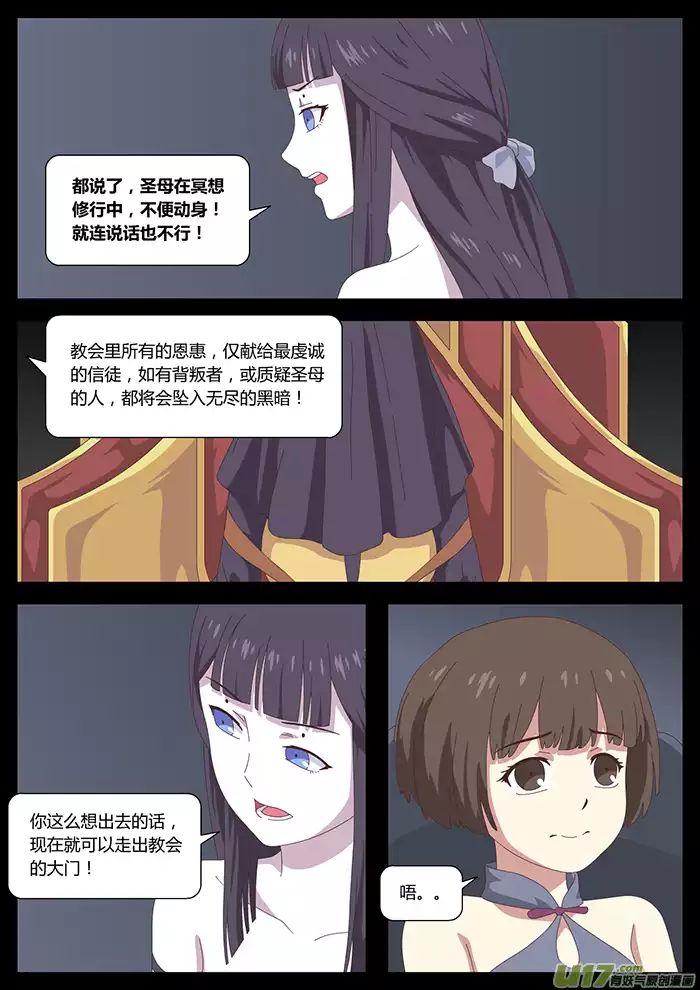 都说了，圣母在冥想
修行中，不便动身！
就连说话也不行！
教会里所有的恩惠，仅献给最虔诚
的信徒，如有背叛者，或质疑圣母
的人，都将会坠入无尽的黑暗！
你这么想出去的话，
现在就可以走出教会
的大门！
唔。。
U17.com
有妖气原创漫画